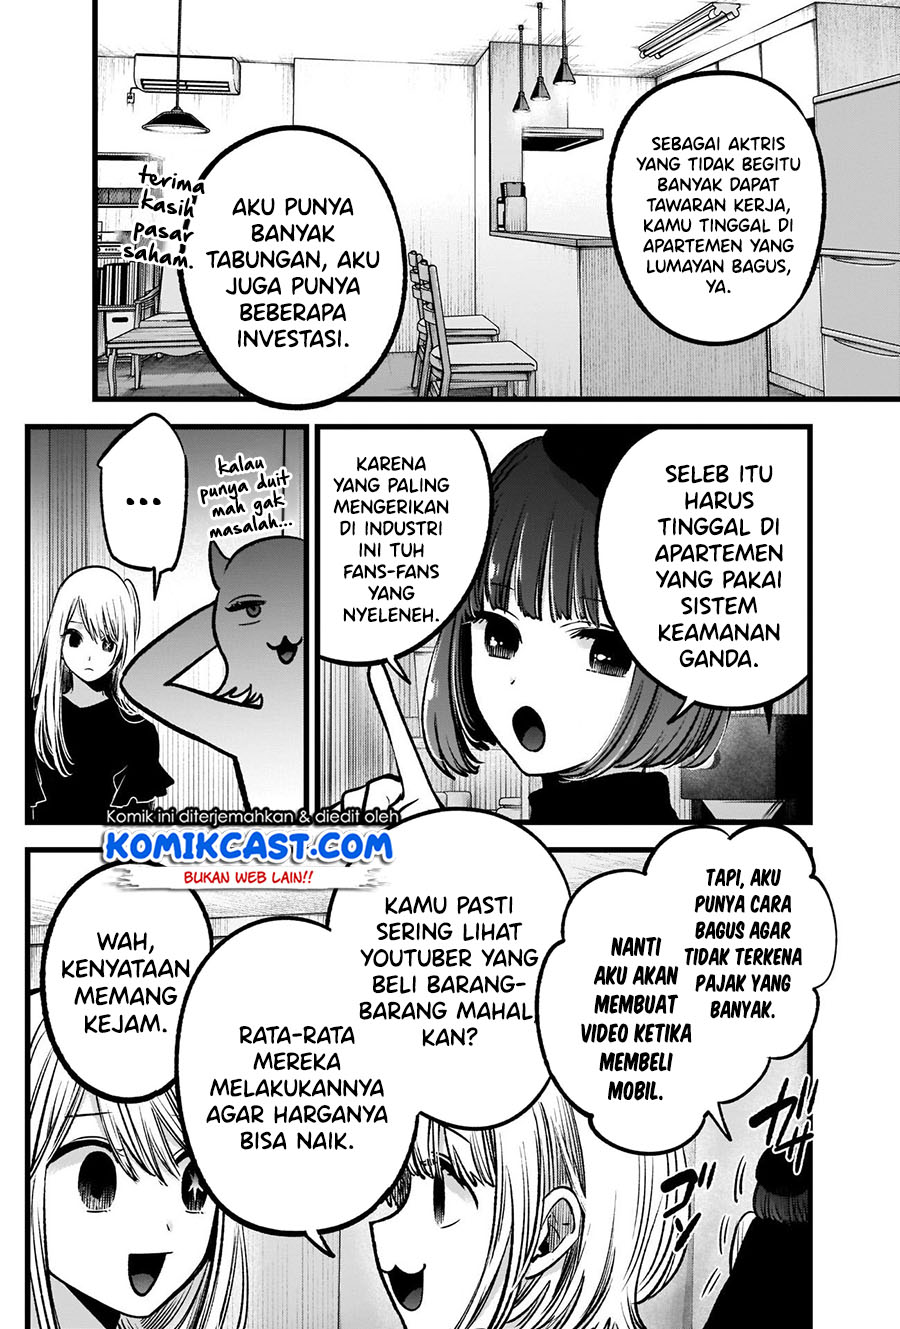 SEBAGAI AKTRIS
YANG TIDAK BEGITU
BANYAK DAPAT
TAWARAN KERJA,
KAMU TINGGAL DI
APARTEMEN YANG
LUMAYAN BAGUS,
YA.
AKU PUNYA
BANYAK
TABUNGAN, AKU
JUGA PUNYA
BEBERAPA
INVESTASI.
terima
kasih
pasar
saham.
SELEB ITU
HARUS
TINGGAL DI
APARTEMEN
YANG PAKAI
SISTEM
KEAMANAN
GANDA.
KARENA
YANG PALING
MENGERIKAN
DI INDUSTRI
INI TUH
FANS-FANS
YANG
NYELENEH.
kalau
punya duit
mah gak
masalah...
...
Komik ini diterjemahkan & diedit oleh
KOMIKCAST.COM
BUKAN WEB LAIN!!
TAPI, AKU
PUNYA CARA
BAGUS AGAR
TIDAK TERKENA
PAJAK YANG
BANYAK.
NANTI
AKU AKAN
MEMBUAT
VIDEO KETIKA
MEMBELI
MOBIL.
KAMU PASTI
SERING LIHAT
YOUTUBER YANG
BELI BARANG-
BARANG MAHAL,
KAN?
RATA-RATA
MEREKA
MELAKUKANNYA
AGAR HARGANYA
BISA NAIK.
WAH,
KENYATAAN
MEMANG
KEJAM.